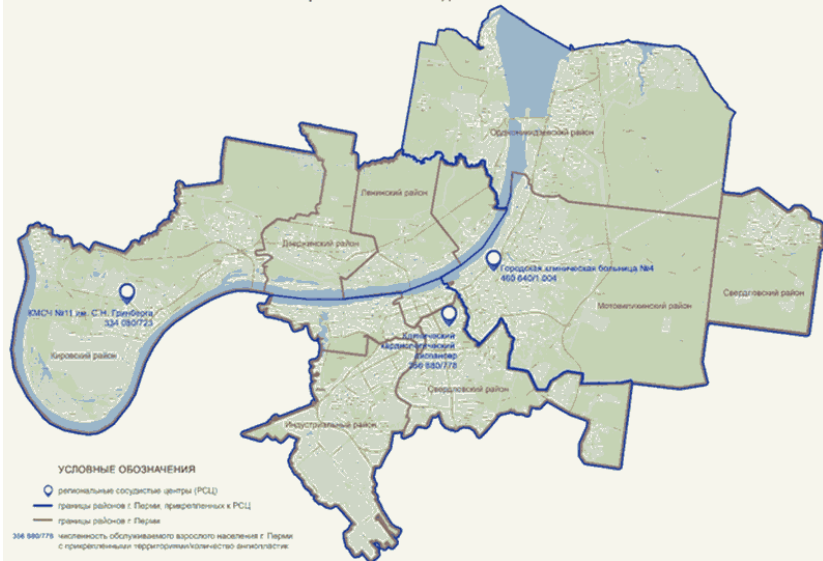 Орджоникидзевский район
Ленинский район
Дзержинский район
Городская клиническая больница №4
460 640/1 004
Свердловский район
КМСЧ №11 им. С.Н. Гринберга
334 080/723
Мотовилихинский район
Клинический
кардиологический
диспансер
356 880/778
Кировский район
Свердловский район
Индустриальный район
УСЛОВНЫЕ ОБОЗНАЧЕНИЯ
региональные сосудистые центры (РСЦ)
границы районов г. Перми, прикрепленных к РСЦ
границы районов г. Перми
356 880/778 численность обслуживаемого взрослого населения г. Перми
с прикрепленными территориями/количество ангиопластик